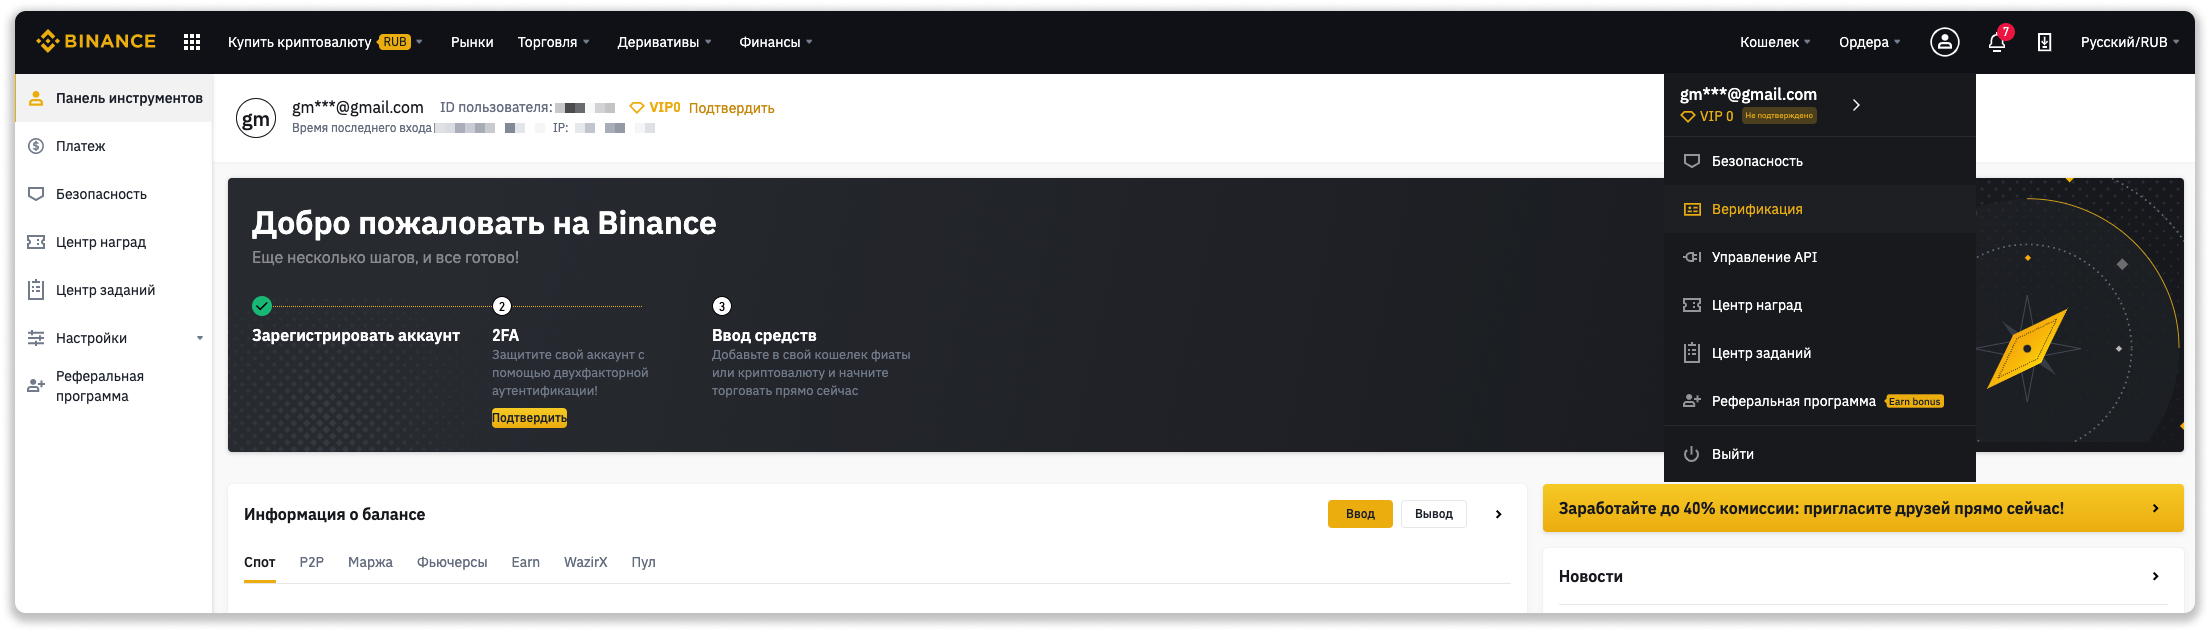 BINANCE
Купить криптовалюту RUB
Рынки
Торговля
Деривативы
Финансы
Кошелек
Ордера
7
Русский/RUB
Панель инструментов
Платеж
Безопасность
Центр наград
Центр заданий
Настройки
Реферальная
программа
gm
gm***@gmail.com
ID пользователя:
VIP0
Подтвердить
Время последнего входа
IP:
Добро пожаловать на Binance
Еще несколько шагов, и все готово!
Зарегистрировать аккаунт
2
2FA
Защитите свой аккаунт с
помощью двухфакторной
аутентификации!
Подтвердить
3
Ввод средств
Добавьте в свой кошелек фиаты
или криптовалюту и начните
торговать прямо сейчас
gm***@gmail.com
VIP 0
Не подтверждено
Безопасность
Верификация
Управление API
Центр наград
Центр заданий
Реферальная программа Earn bonus
Выйти
Информация о балансе
Ввод
Вывод
Спот
P2P
Маржа
Фьючерсы
Earn
WazirX
Пул
Заработайте до 40% комиссии: пригласите друзей прямо сейчас!
Новости